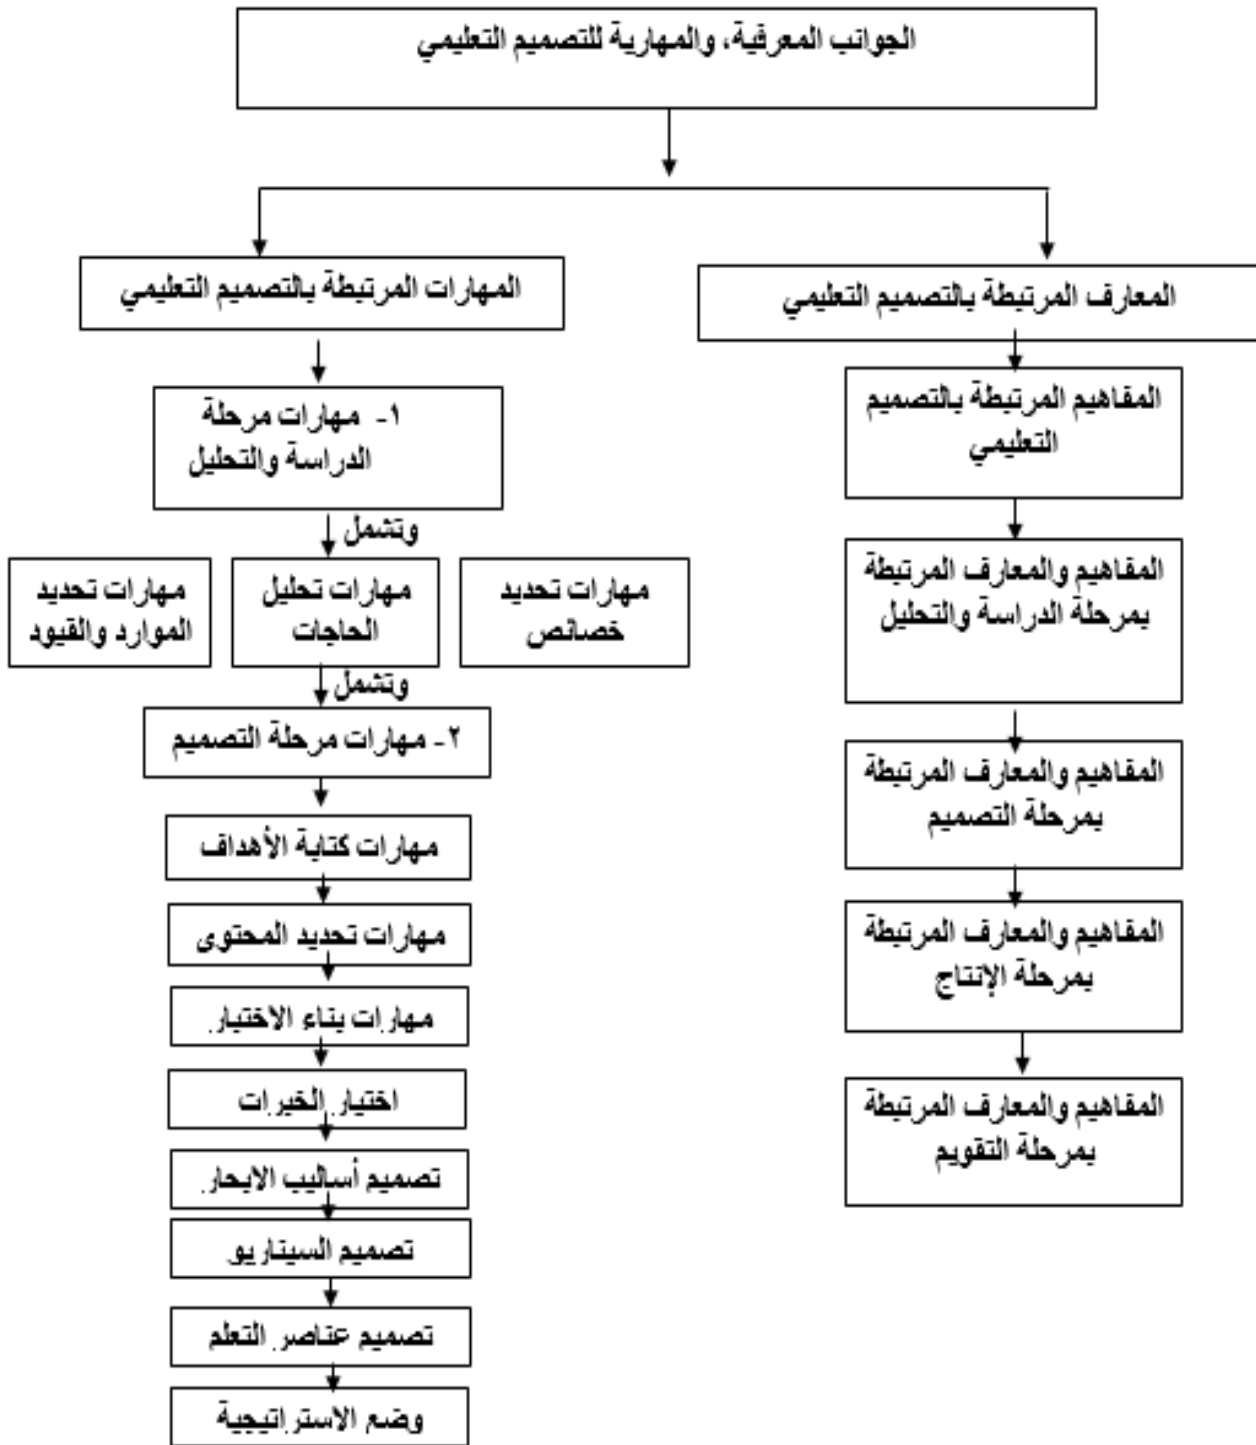 الجوانب المعرفية، والمهارية للتصميم التعليمي
المعارف المرتبطة بالتصميم التعليمي
المفاهيم المرتبطة بالتصميم
التعليمي
المفاهيم والمعارف المرتبطة
بمرحلة الدراسة والتحليل
المفاهيم والمعارف المرتبطة
بمرحلة التصميم
المفاهيم والمعارف المرتبطة
بمرحلة الإنتاج
المفاهيم والمعارف المرتبطة
بمرحلة التقويم
المهارات المرتبطة بالتصميم التعليمي
١- مهارات مرحلة
الدراسة والتحليل
وتشمل
مهارات تحديد
خصائص
مهارات تحليل
الحاجات
مهارات تحديد
الموارد والقيود
وتشمل
٢- مهارات مرحلة التصميم
مهارات كتابة الأهداف
مهارات تحديد المحتوى
مهارات بناء الاختبار
اختيار الخبرات
تصميم أساليب الابحار
تصميم السيناريو
تصميم عناصر التعلم
وضع الاستراتيجية